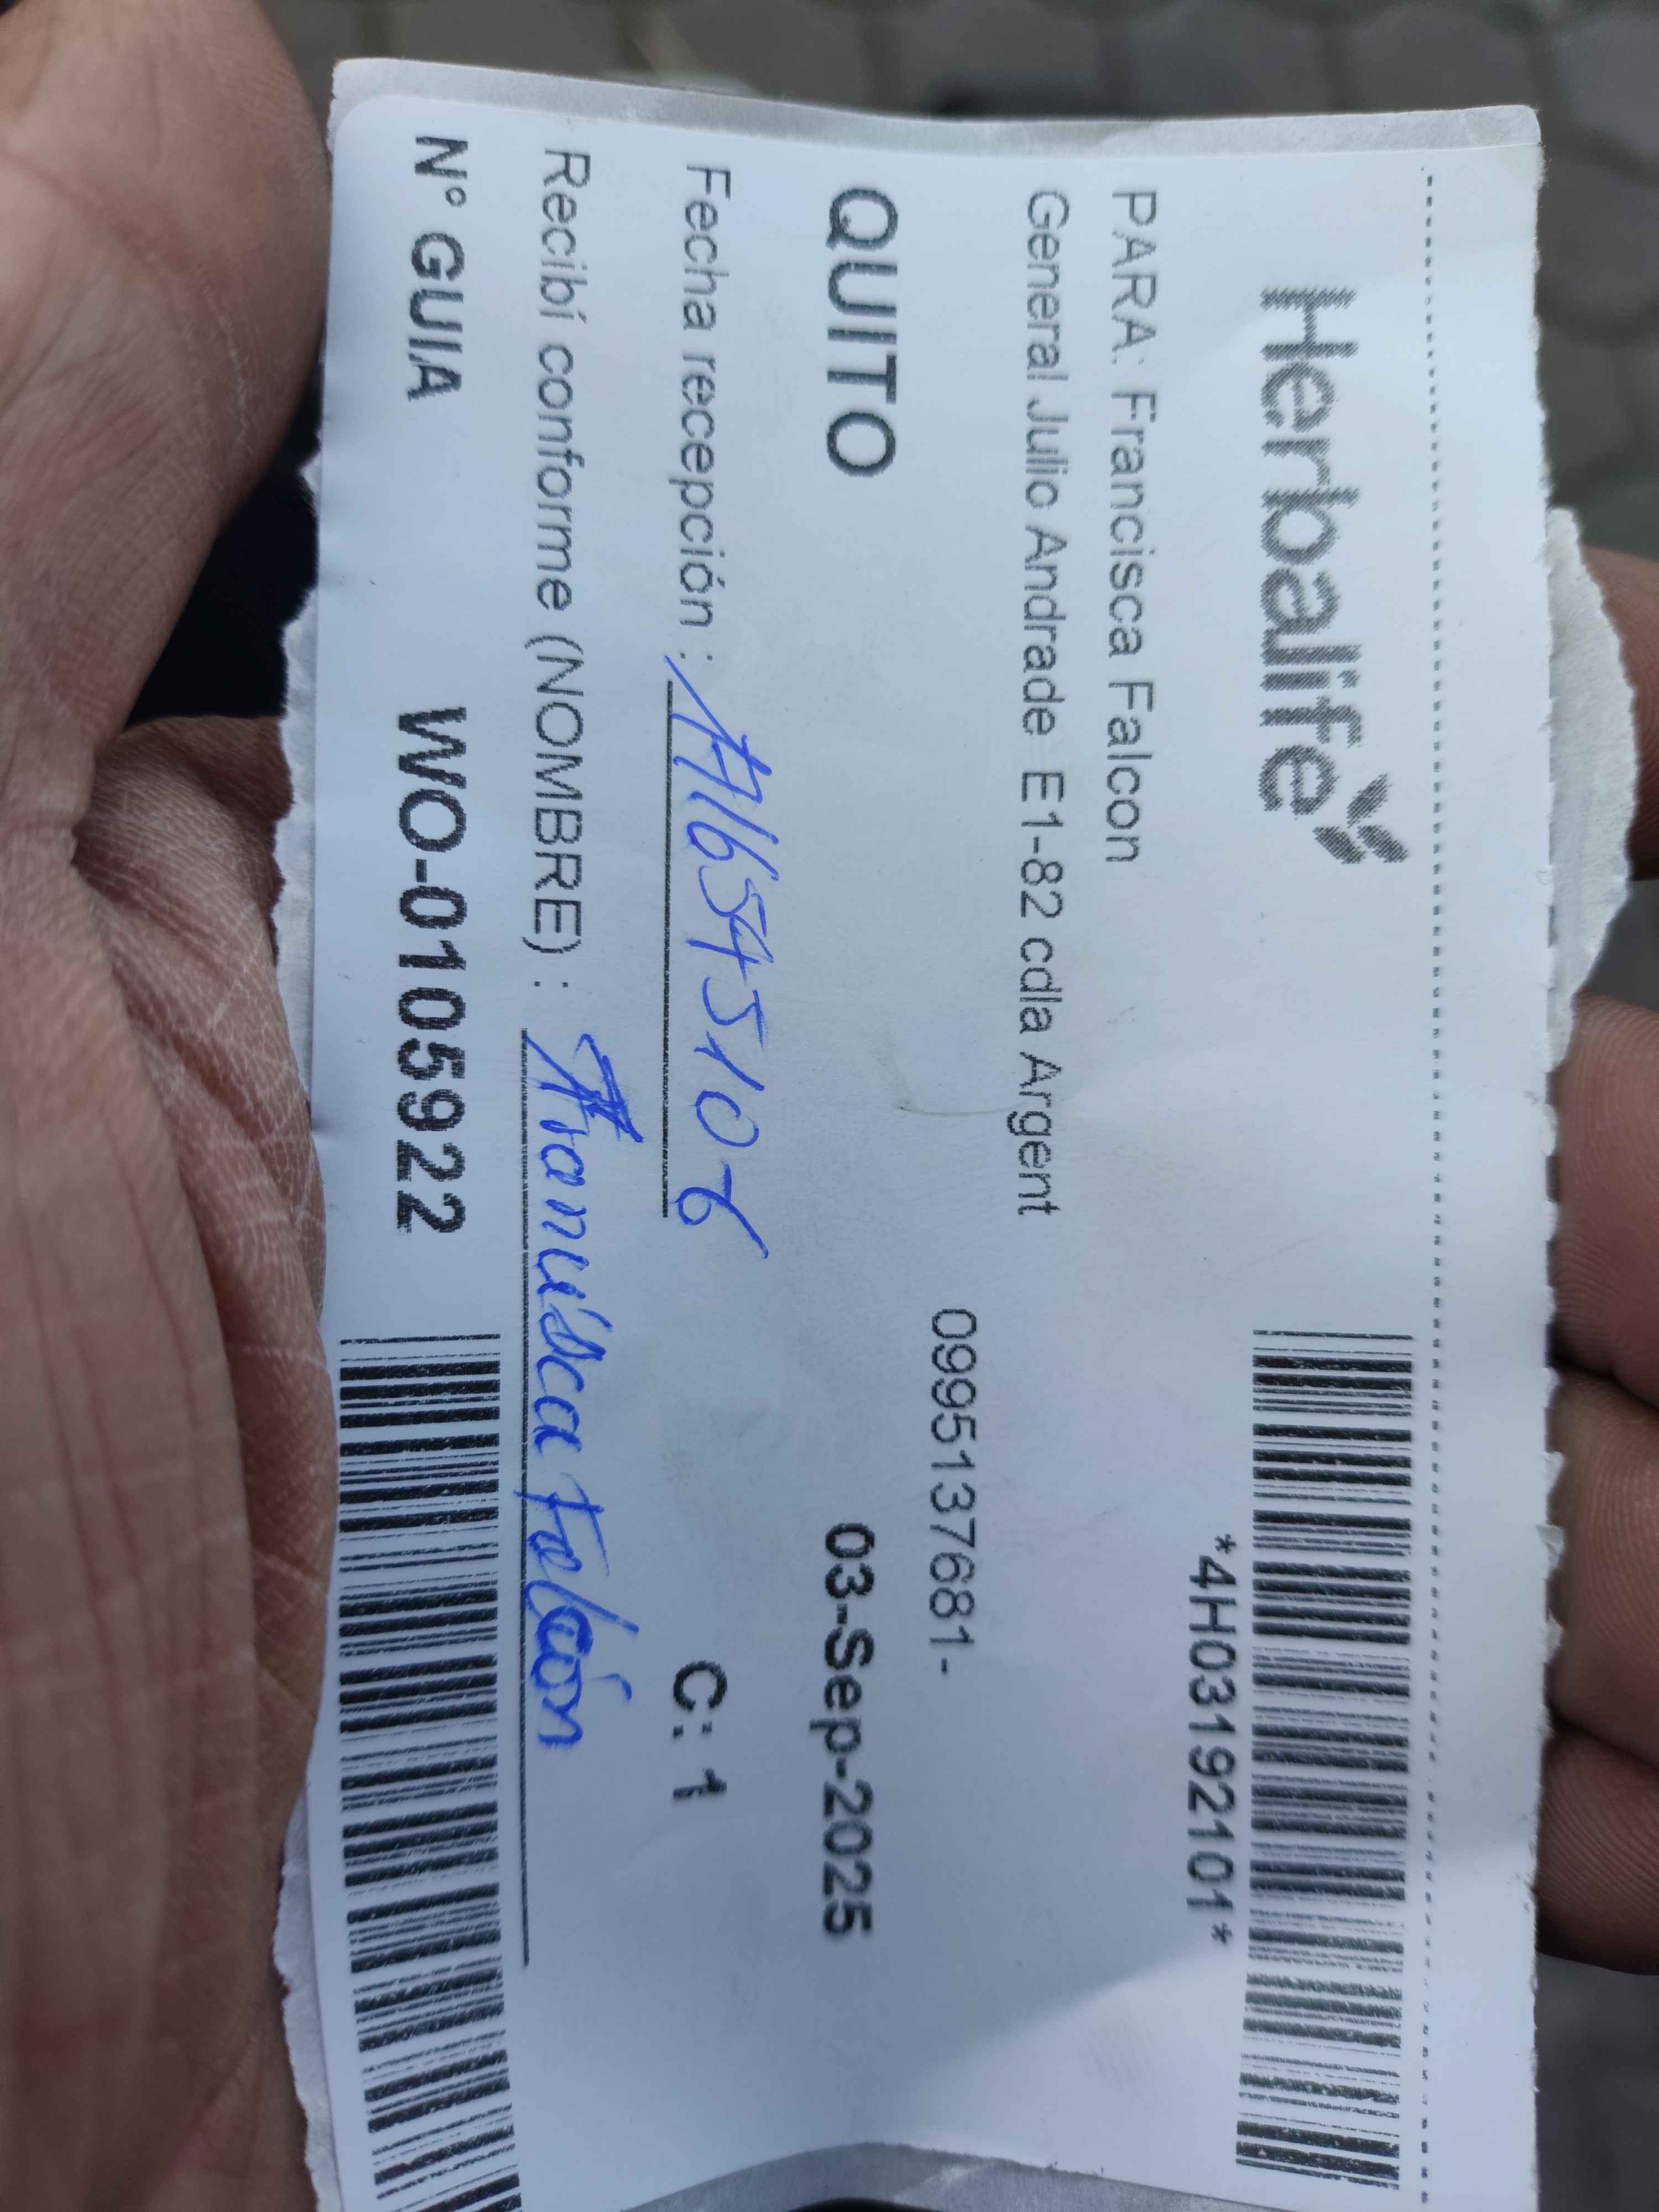 Herbalife
*4H03192101*
PARA: Francisca Falcon
General Julio Andrade E1-82 cdla Argent
0995137681-
QUITO 03-Sep-2025
Fecha recepción : C: 1
Recibí conforme (NOMBRE) : Francisca Falcón
N° GUIA WO-0105922